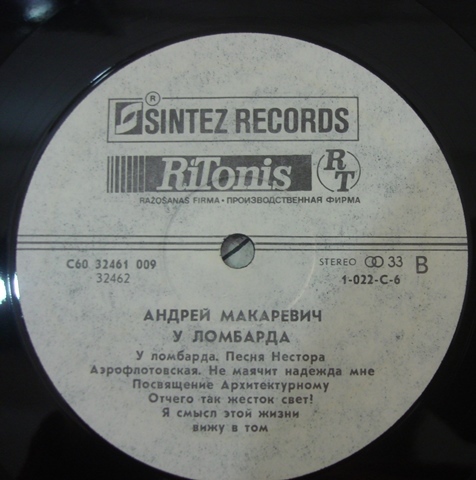 ® SINTEZ RECORDS
RiTonis RT
RAŽOŠANAS FIRMA • ПРОИЗВОДСТВЕННАЯ ФИРМА
С60 32461 009 STEREO 33 B
32462 1-022-C-6
АНДРЕЙ МАКАРЕВИЧ
У ЛОМБАРДА
У ломбарда. Песня Нестора
Аэрофлотовская. Не маячит надежда мне
Посвящение Архитектурному
Отчего так жесток свет!
Я смысл этой жизни
вижу в том